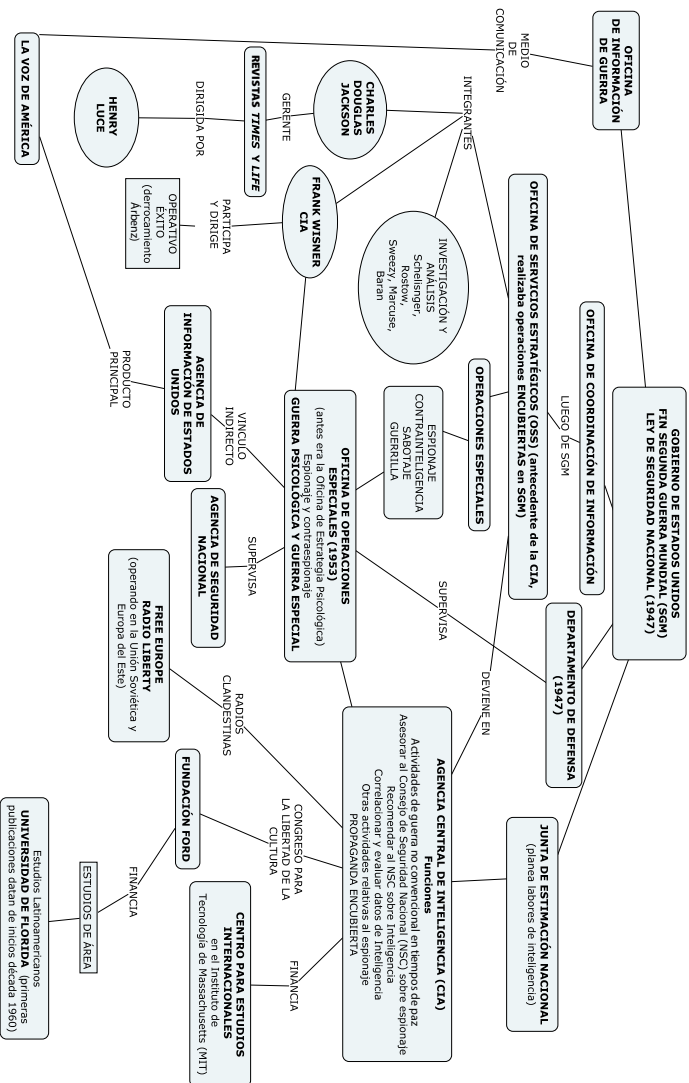 GOBIERNO DE ESTADOS UNIDOS
FIN SEGUNDA GUERRA MUNDIAL (SGM)
LEY DE SEGURIDAD NACIONAL (1947)
OFICINA
DE INFORMACIÓN
DE GUERRA
OFICINA DE COORDINACIÓN DE INFORMACIÓN
DEPARTAMENTO DE DEFENSA
(1947)
JUNTA DE ESTIMACIÓN NACIONAL
(planea labores de inteligencia)
MEDIO
DE
COMUNICACIÓN
LUEGO DE SGM
OFICINA DE SERVICIOS ESTRATÉGICOS (OSS) (antecedente de la CIA,
realizaba operaciones ENCUBIERTAS en SGM)
INTEGRANTES
OPERACIONES ESPECIALES
SUPERVISA
DEVIENE EN
INVESTIGACIÓN Y
ANÁLISIS
Schellsnger,
Rostow,
Sweezy, Marcuse,
Baran
ESPIONAJE
CONTRAINTELIGENCIA
SABOTAJE
GUERRILLA
AGENCIA CENTRAL DE INTELIGENCIA (CIA)
Funciones
Actividades de guerra no convencional en tiempos de paz
Asesorar al Consejo de Seguridad Nacional (NSC) sobre espionaje
Recomendar al NSC sobre Inteligencia
Correlacionar y evaluar datos de Inteligencia
Otras actividades relativas al espionaje
PROPAGANDA ENCUBIERTA
CHARLES
DOUGLAS
JACKSON
FRANK WISNER
CIA
OFICINA DE OPERACIONES
ESPECIALES (1953)
(antes era la Oficina de Estrategia Psicológica)
Espionaje y contraespionaje
GUERRA PSICOLÓGICA Y GUERRA ESPECIAL
GERENTE
REVISTAS TIMES Y LIFE
DIRIGIDA POR
HENRY
LUCE
PARTICIPA
Y DIRIGE
OPERATIVO
ÉXITO
(derrocamiento
Árbenz)
VINCULO
INDIRECTO
SUPERVISA
RADIOS
CLANDESTINAS
CONGRESO PARA
LA LIBERTAD DE LA
CULTURA
FINANCIA
AGENCIA DE
INFORMACIÓN DE ESTADOS
UNIDOS
AGENCIA DE SEGURIDAD
NACIONAL
FUNDACIÓN FORD
CENTRO PARA ESTUDIOS
INTERNACIONALES
en el Instituto de
Tecnología de Massachusetts (MIT)
FREE EUROPE
RADIO LIBERTY
(operando en la Unión Soviética y
Europa del Este)
PRODUCTO
PRINCIPAL
FINANCIA
ESTUDIOS DE ÁREA
LA VOZ DE AMÉRICA
Estudios Latinoamericanos
UNIVERSIDAD DE FLORIDA (primeras
publicaciones datan de inicios década 1960)